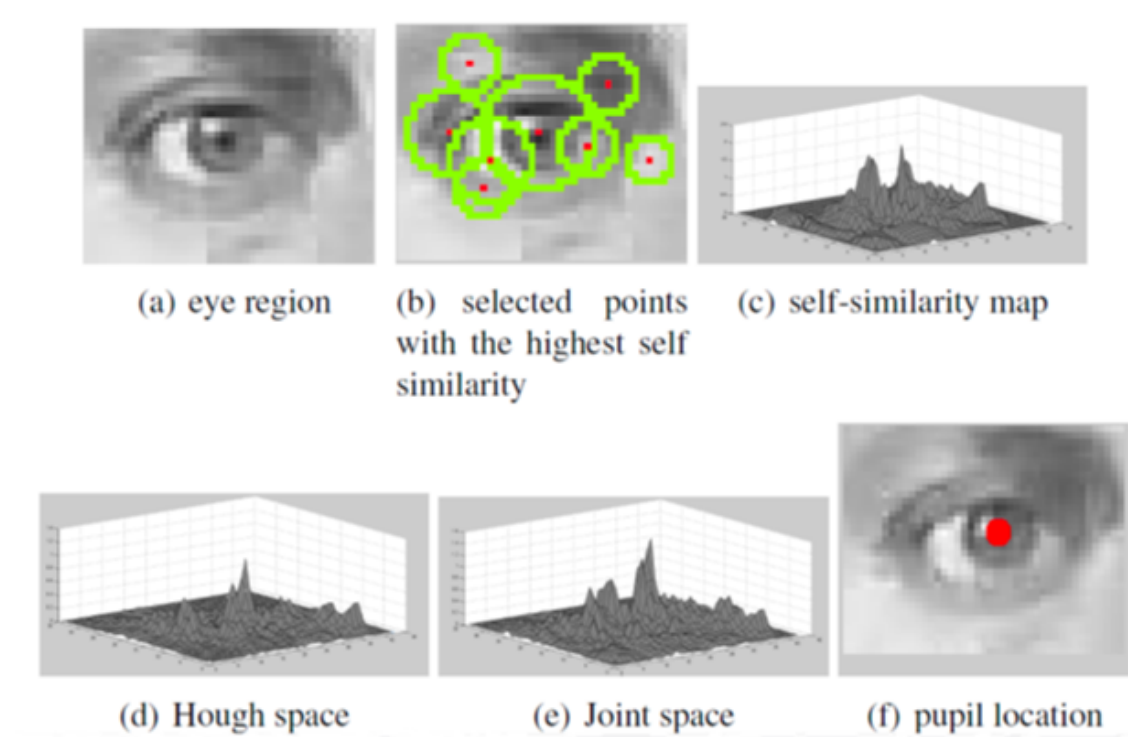 (a) eye region
(b) selected points
with the highest self
similarity
(c) self-similarity map
(d) Hough space
(e) Joint space
(f) pupil location